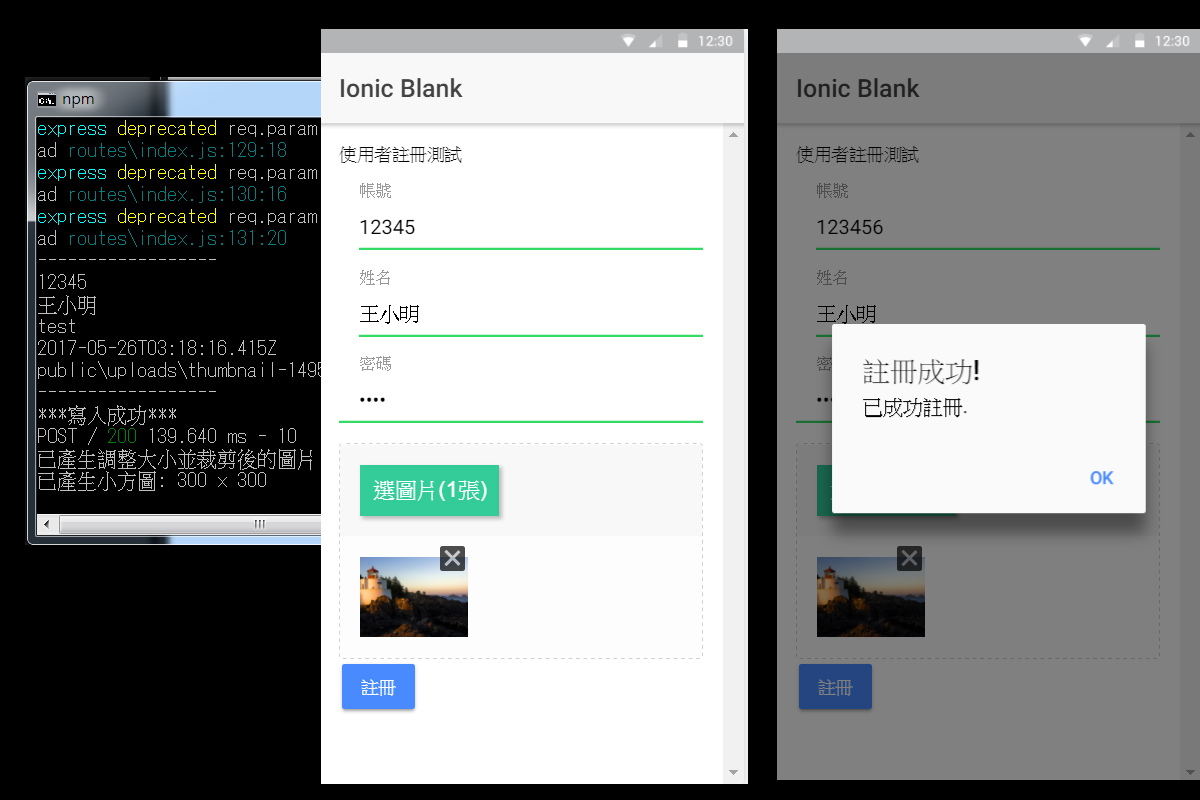 npm
express deprecated req.param
ad routes\index.js:129:18
express deprecated req.param
ad routes\index.js:130:16
express deprecated req.param
ad routes\index.js:131:20
------------------
12345
王小明
test
2017-05-26T03:18:16.415Z
public\uploads\thumbnail-1495
------------------
***寫入成功***
POST / 200 139.640 ms - 10
已產生調整大小並裁剪後的圖片
已產生小方圖: 300 x 300
12:30
Ionic Blank
使用者註冊測試
帳號
12345
姓名
王小明
密碼
••••
選圖片(1張)
註冊
12:30
Ionic Blank
使用者註冊測試
帳號
123456
姓名
王小明
註冊成功!
已成功註冊.
OK
註冊